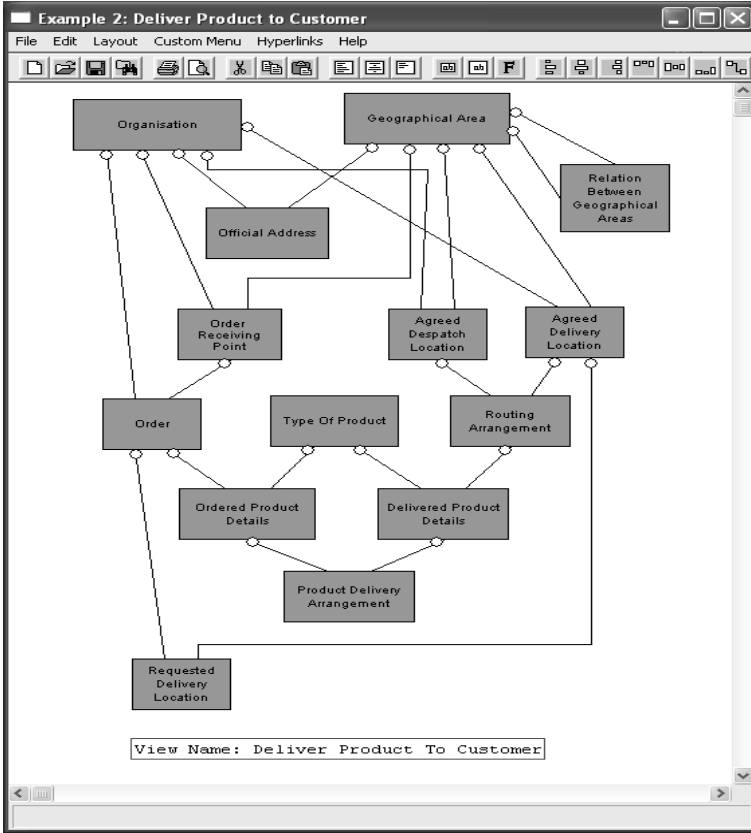 Example 2: Deliver Product to Customer
File Edit Layout Custom Menu Hyperlinks Help
ab ab F
Organisation
Geographical Area
Relation
Between
Geographical
Areas
Official Address
Order
Receiving
Point
Agreed
Despatch
Location
Agreed
Delivery
Location
Order
Type Of Product
Routing
Arrangement
Ordered Product
Details
Delivered Product
Details
Product Delivery
Arrangement
Requested
Delivery
Location
View Name: Deliver Product To Customer